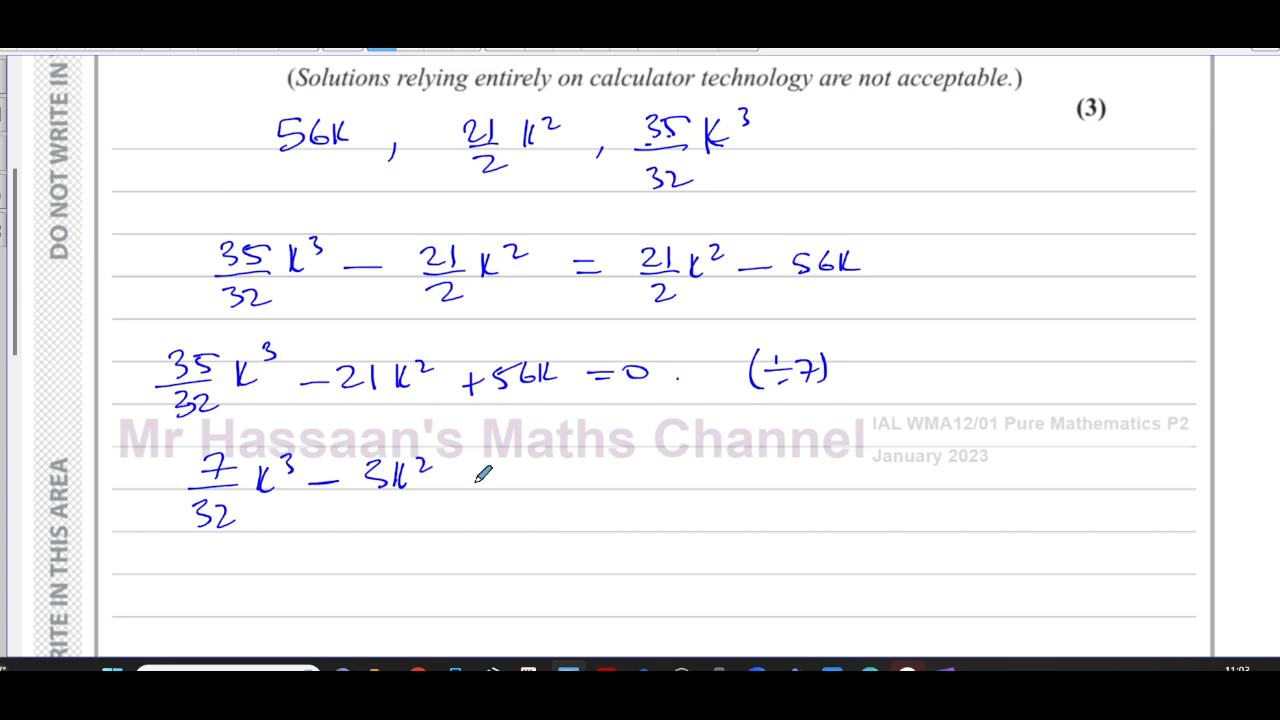 (Solutions relying entirely on calculator technology are not acceptable.)
(3)
56k , 21/2 k² , 35/32 k³
35/32 k³ − 21/2 k² = 21/2 k² − 56k
35/32 k³ − 21k² + 56k = 0 . (÷7)
Mr Hassaan's Maths Channel
IAL WMA12/01 Pure Mathematics P2
January 2023
7/32 k³ − 3k²
DO NOT WRITE IN
RITE IN THIS AREA
11:03